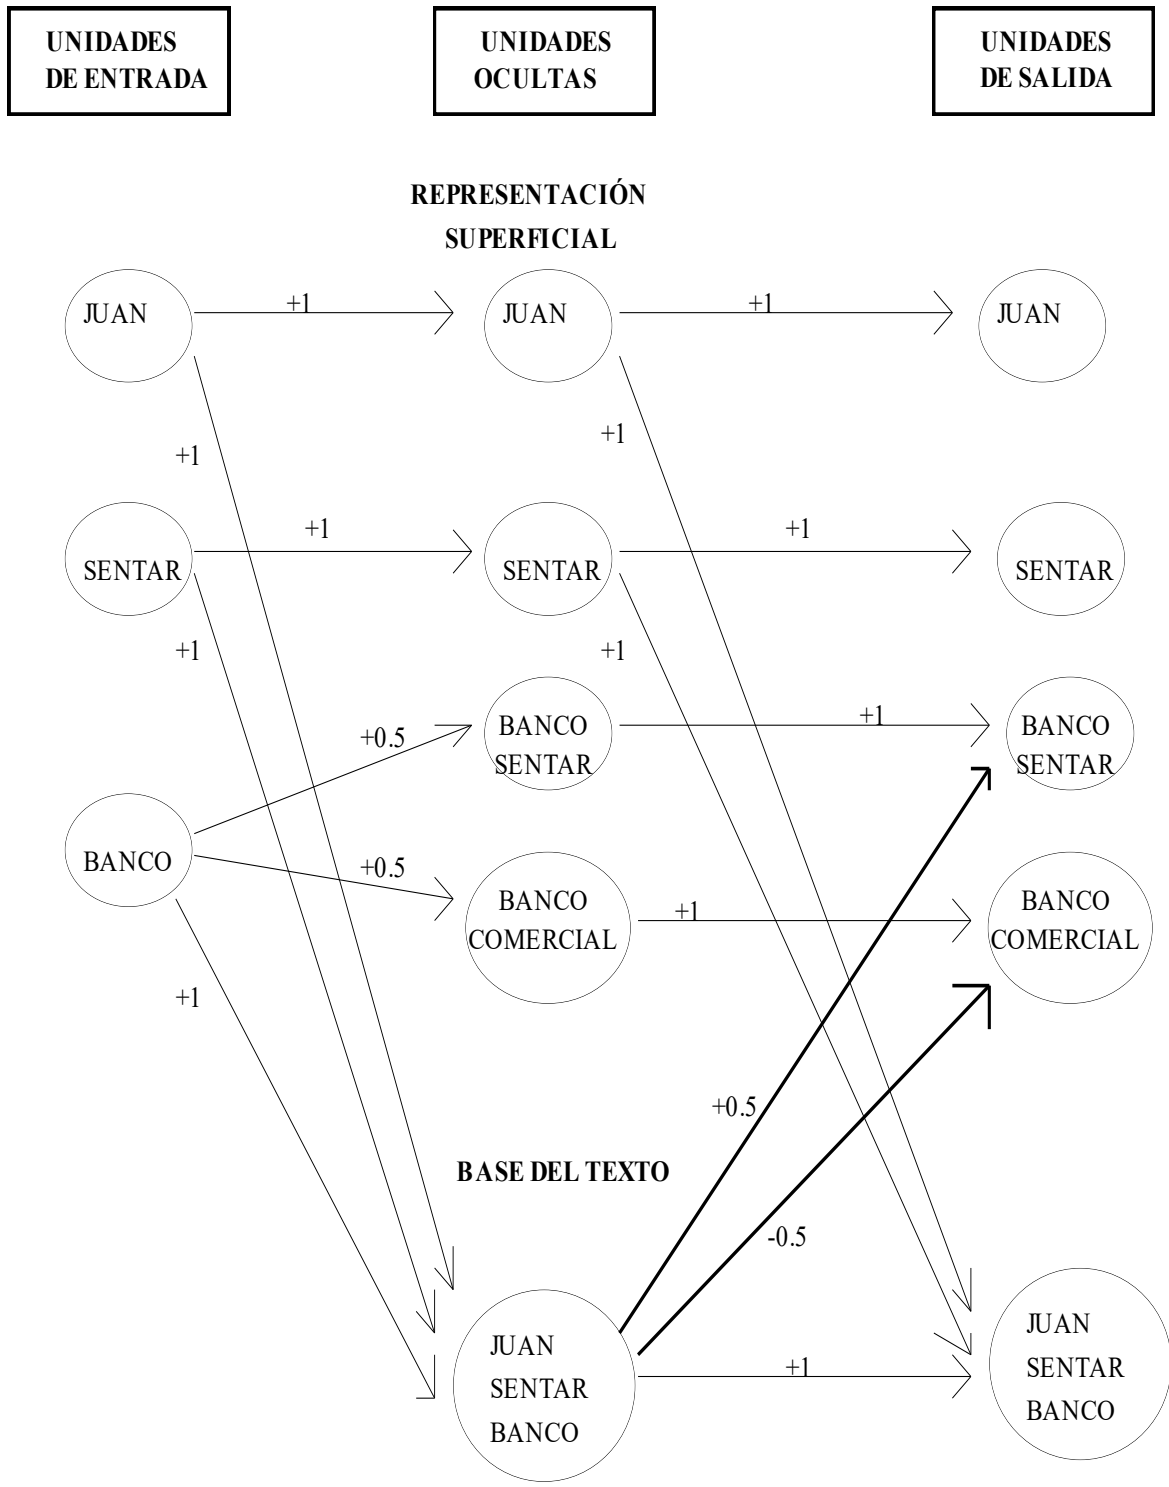 UNIDADES
DE ENTRADA
UNIDADES
OCULTAS
UNIDADES
DE SALIDA
REPRESENTACIÓN
SUPERFICIAL
JUAN
+1
JUAN
+1
JUAN
+1
+1
SENTAR
+1
SENTAR
+1
SENTAR
+1
+1
BANCO
SENTAR
+1
BANCO
SENTAR
+0.5
BANCO
+0.5
BANCO
COMERCIAL
+1
BANCO
COMERCIAL
+1
+0.5
BASE DEL TEXTO
-0.5
JUAN
SENTAR
BANCO
+1
JUAN
SENTAR
BANCO